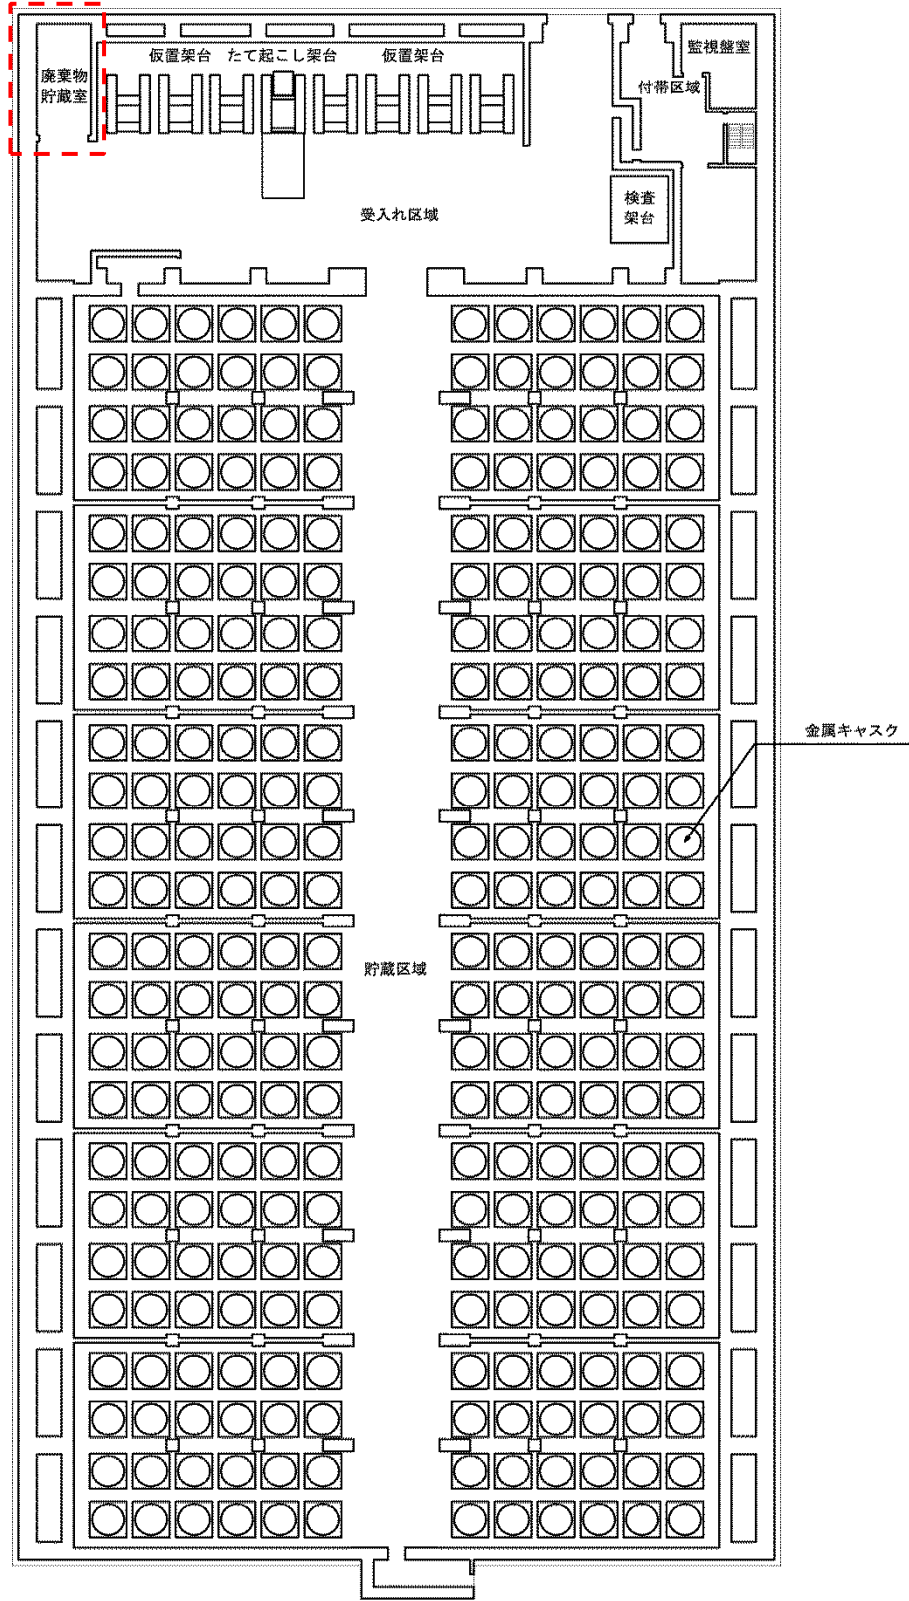 仮置架台
たて起こし架台
仮置架台
監視盤室
廃棄物
貯蔵室
付帯区域
検査
架台
受入れ区域
金属キャスク
貯蔵区域